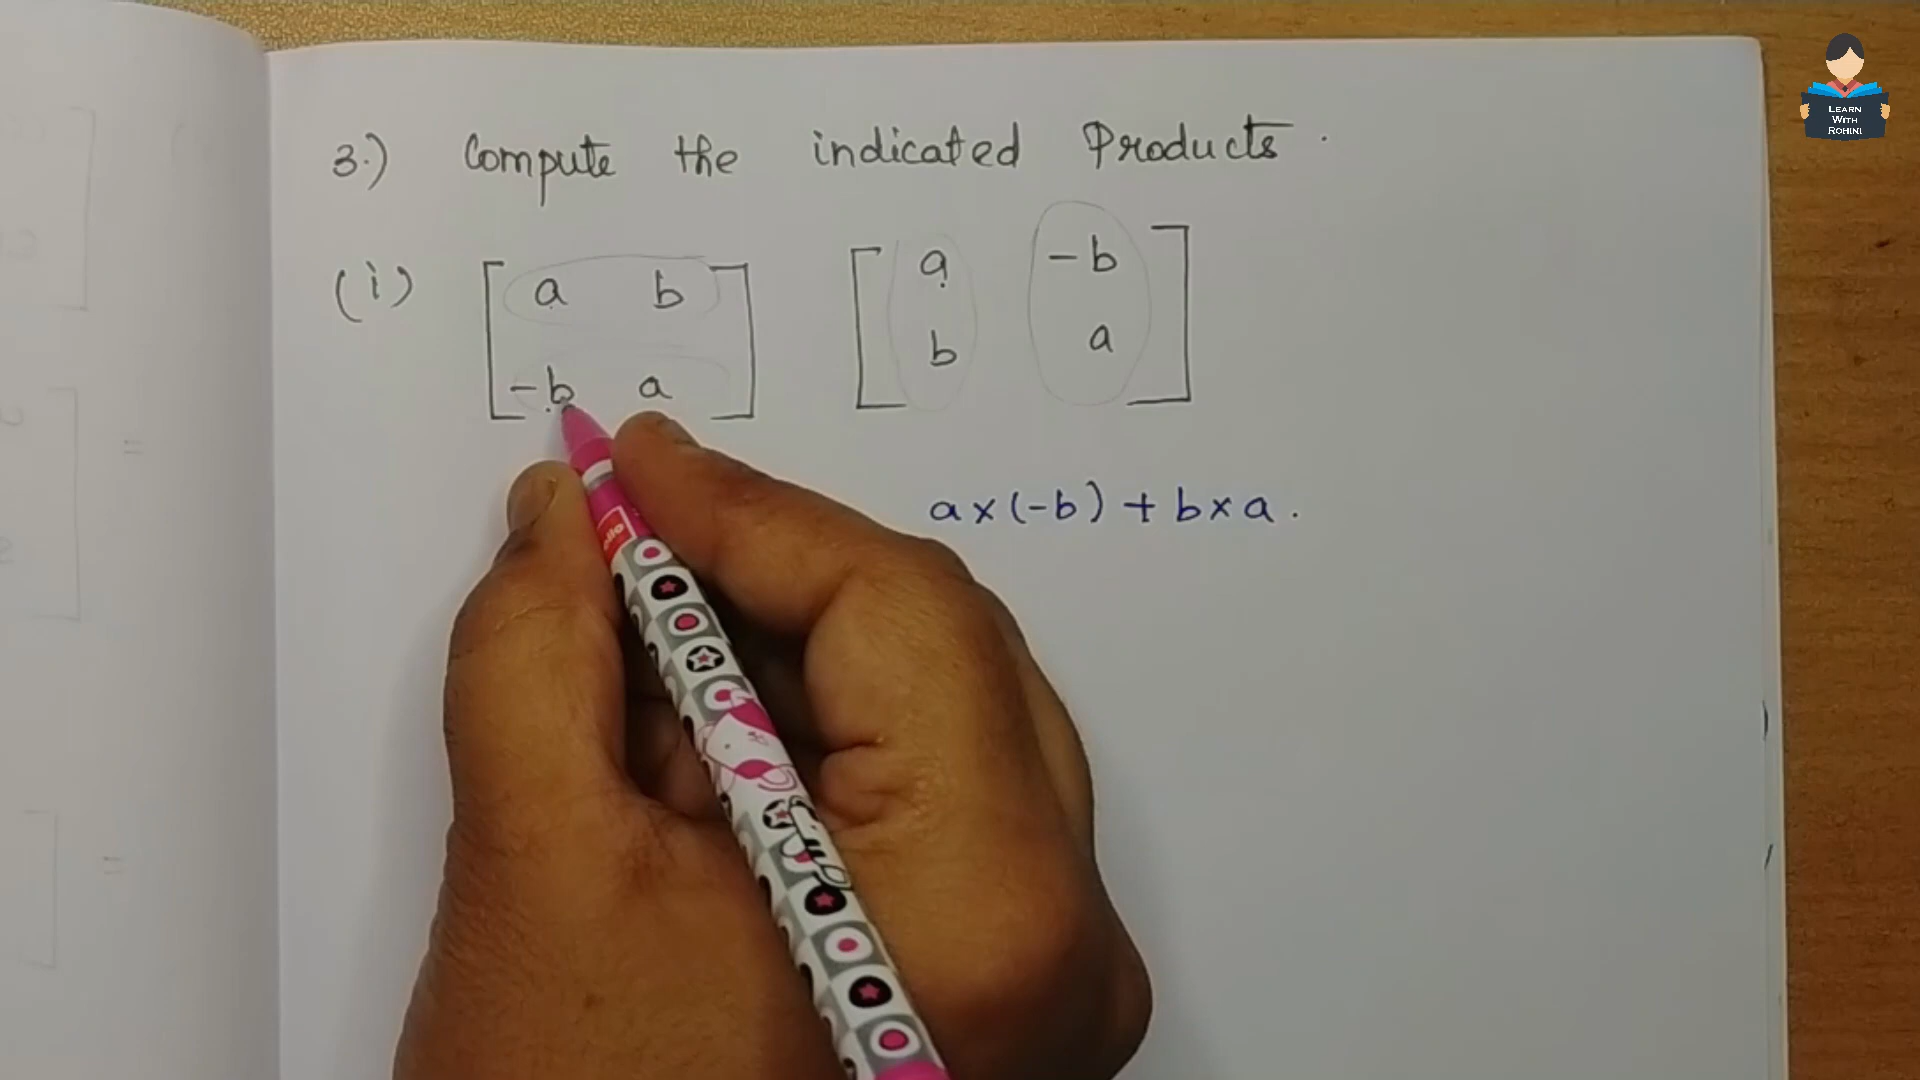 3.) Compute the indicated Products.
(i) [ a b ] [ a -b ]
[ -b a ] [ b a ]
a x (-b) + b x a.
LEARN
WITH
ROHINI